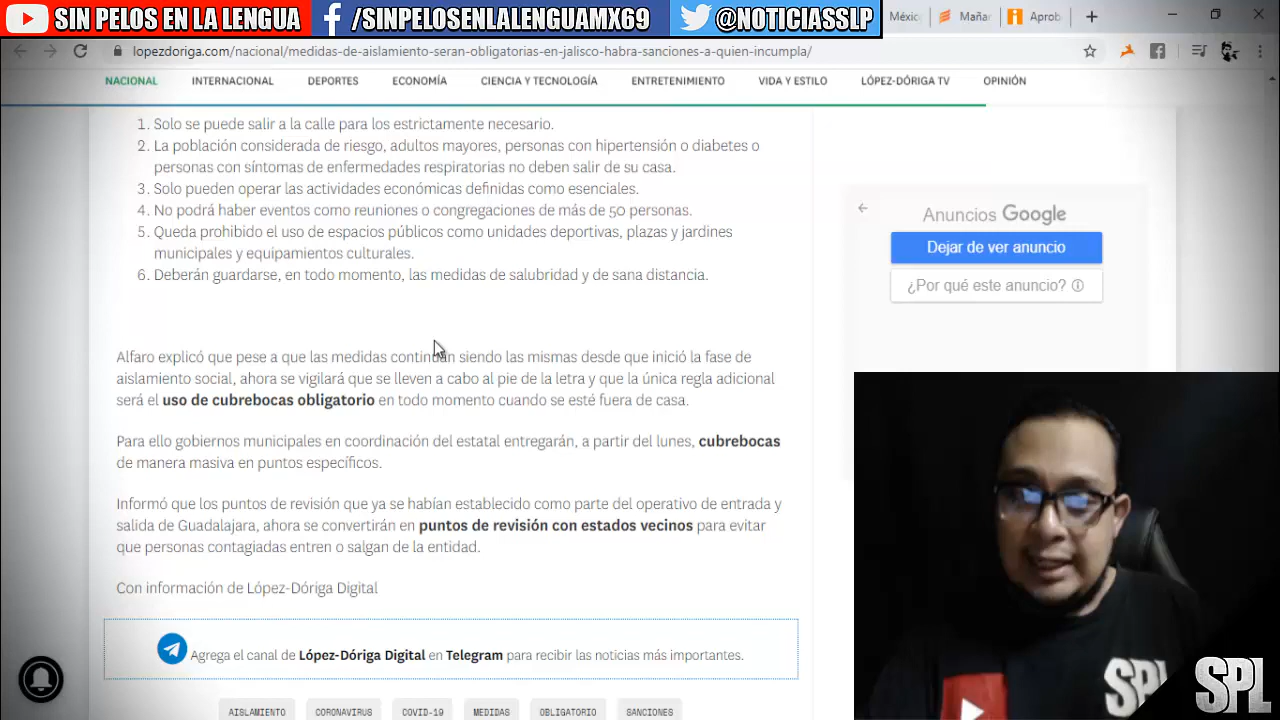 SIN PELOS EN LA LENGUA /SINPELOSENLALENGUAMX69 @NOTICIASSLP
Méxic Mañar Aprob
lopezdoriga.com/nacional/medidas-de-aislamiento-seran-obligatorias-en-jalisco-habra-sanciones-a-quien-incumpla/
NACIONAL INTERNACIONAL DEPORTES ECONOMÍA CIENCIA Y TECNOLOGÍA ENTRETENIMIENTO VIDA Y ESTILO LÓPEZ-DÓRIGA TV OPINIÓN
1. Solo se puede salir a la calle para los estrictamente necesario.
2. La población considerada de riesgo, adultos mayores, personas con hipertensión o diabetes o
personas con síntomas de enfermedades respiratorias no deben salir de su casa.
3. Solo pueden operar las actividades económicas definidas como esenciales.
4. No podrá haber eventos como reuniones o congregaciones de más de 50 personas.
5. Queda prohibido el uso de espacios públicos como unidades deportivas, plazas y jardines
municipales y equipamientos culturales.
6. Deberán guardarse, en todo momento, las medidas de salubridad y de sana distancia.
Anuncios Google
Dejar de ver anuncio
¿Por qué este anuncio?
Alfaro explicó que pese a que las medidas continúan siendo las mismas desde que inició la fase de
aislamiento social, ahora se vigilará que se lleven a cabo al pie de la letra y que la única regla adicional
será el uso de cubrebocas obligatorio en todo momento cuando se esté fuera de casa.
Para ello gobiernos municipales en coordinación del estatal entregarán, a partir del lunes, cubrebocas
de manera masiva en puntos específicos.
Informó que los puntos de revisión que ya se habían establecido como parte del operativo de entrada y
salida de Guadalajara, ahora se convertirán en puntos de revisión con estados vecinos para evitar
que personas contagiadas entren o salgan de la entidad.
Con información de López-Dóriga Digital
Agrega el canal de López-Dóriga Digital en Telegram para recibir las noticias más importantes.
AISLAMIENTO CORONAVIRUS COVID-19 MEDIDAS OBLIGATORIO SANCIONES
SPL
SPL